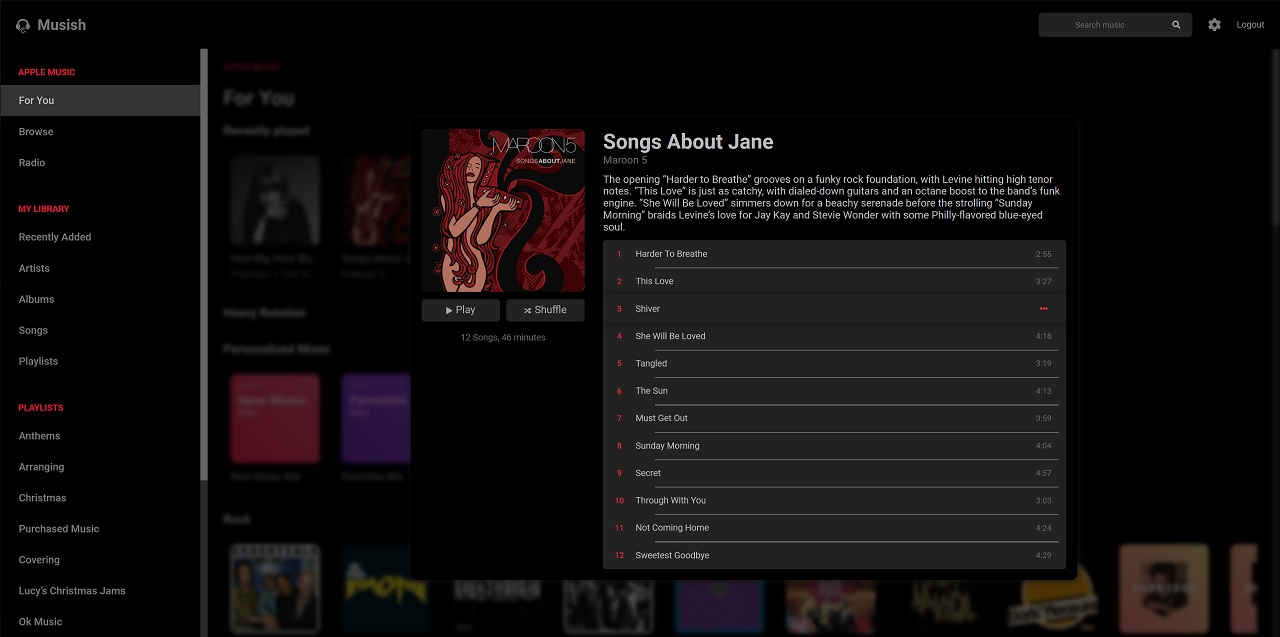 Musish
Search music
Logout
APPLE MUSIC
For You
Browse
Radio
MY LIBRARY
Recently Added
Artists
Albums
Songs
Playlists
PLAYLISTS
Anthems
Arranging
Christmas
Purchased Music
Covering
Lucy's Christmas Jams
Ok Music
APPLE MUSIC
For You
Recently played
Heavy Rotation
Personalized Mixes
New Music
Mix
Favorites
Mix
New Music Mix
Favorites Mix
Rock
ESSENTIALS
MAROON5
SONGSABOUTJANE
Play
Shuffle
12 Songs, 46 minutes
Songs About Jane
Maroon 5
The opening “Harder to Breathe” grooves on a funky rock foundation, with Levine hitting high tenor
notes. “This Love” is just as catchy, with dialed-down guitars and an octane boost to the band’s funk
engine. “She Will Be Loved” simmers down for a beachy serenade before the strolling “Sunday
Morning” braids Levine’s love for Jay Kay and Stevie Wonder with some Philly-flavored blue-eyed
soul.
1 Harder To Breathe 2:55
2 This Love 3:27
3 Shiver
4 She Will Be Loved 4:18
5 Tangled 3:19
6 The Sun 4:13
7 Must Get Out 3:59
8 Sunday Morning 4:04
9 Secret 4:57
10 Through With You 3:03
11 Not Coming Home 4:24
12 Sweetest Goodbye 4:29